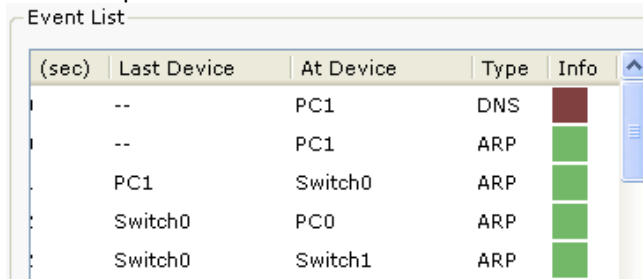 Event List
(sec) Last Device At Device Type Info
-- PC1 DNS
-- PC1 ARP
PC1 Switch0 ARP
Switch0 PC0 ARP
Switch0 Switch1 ARP